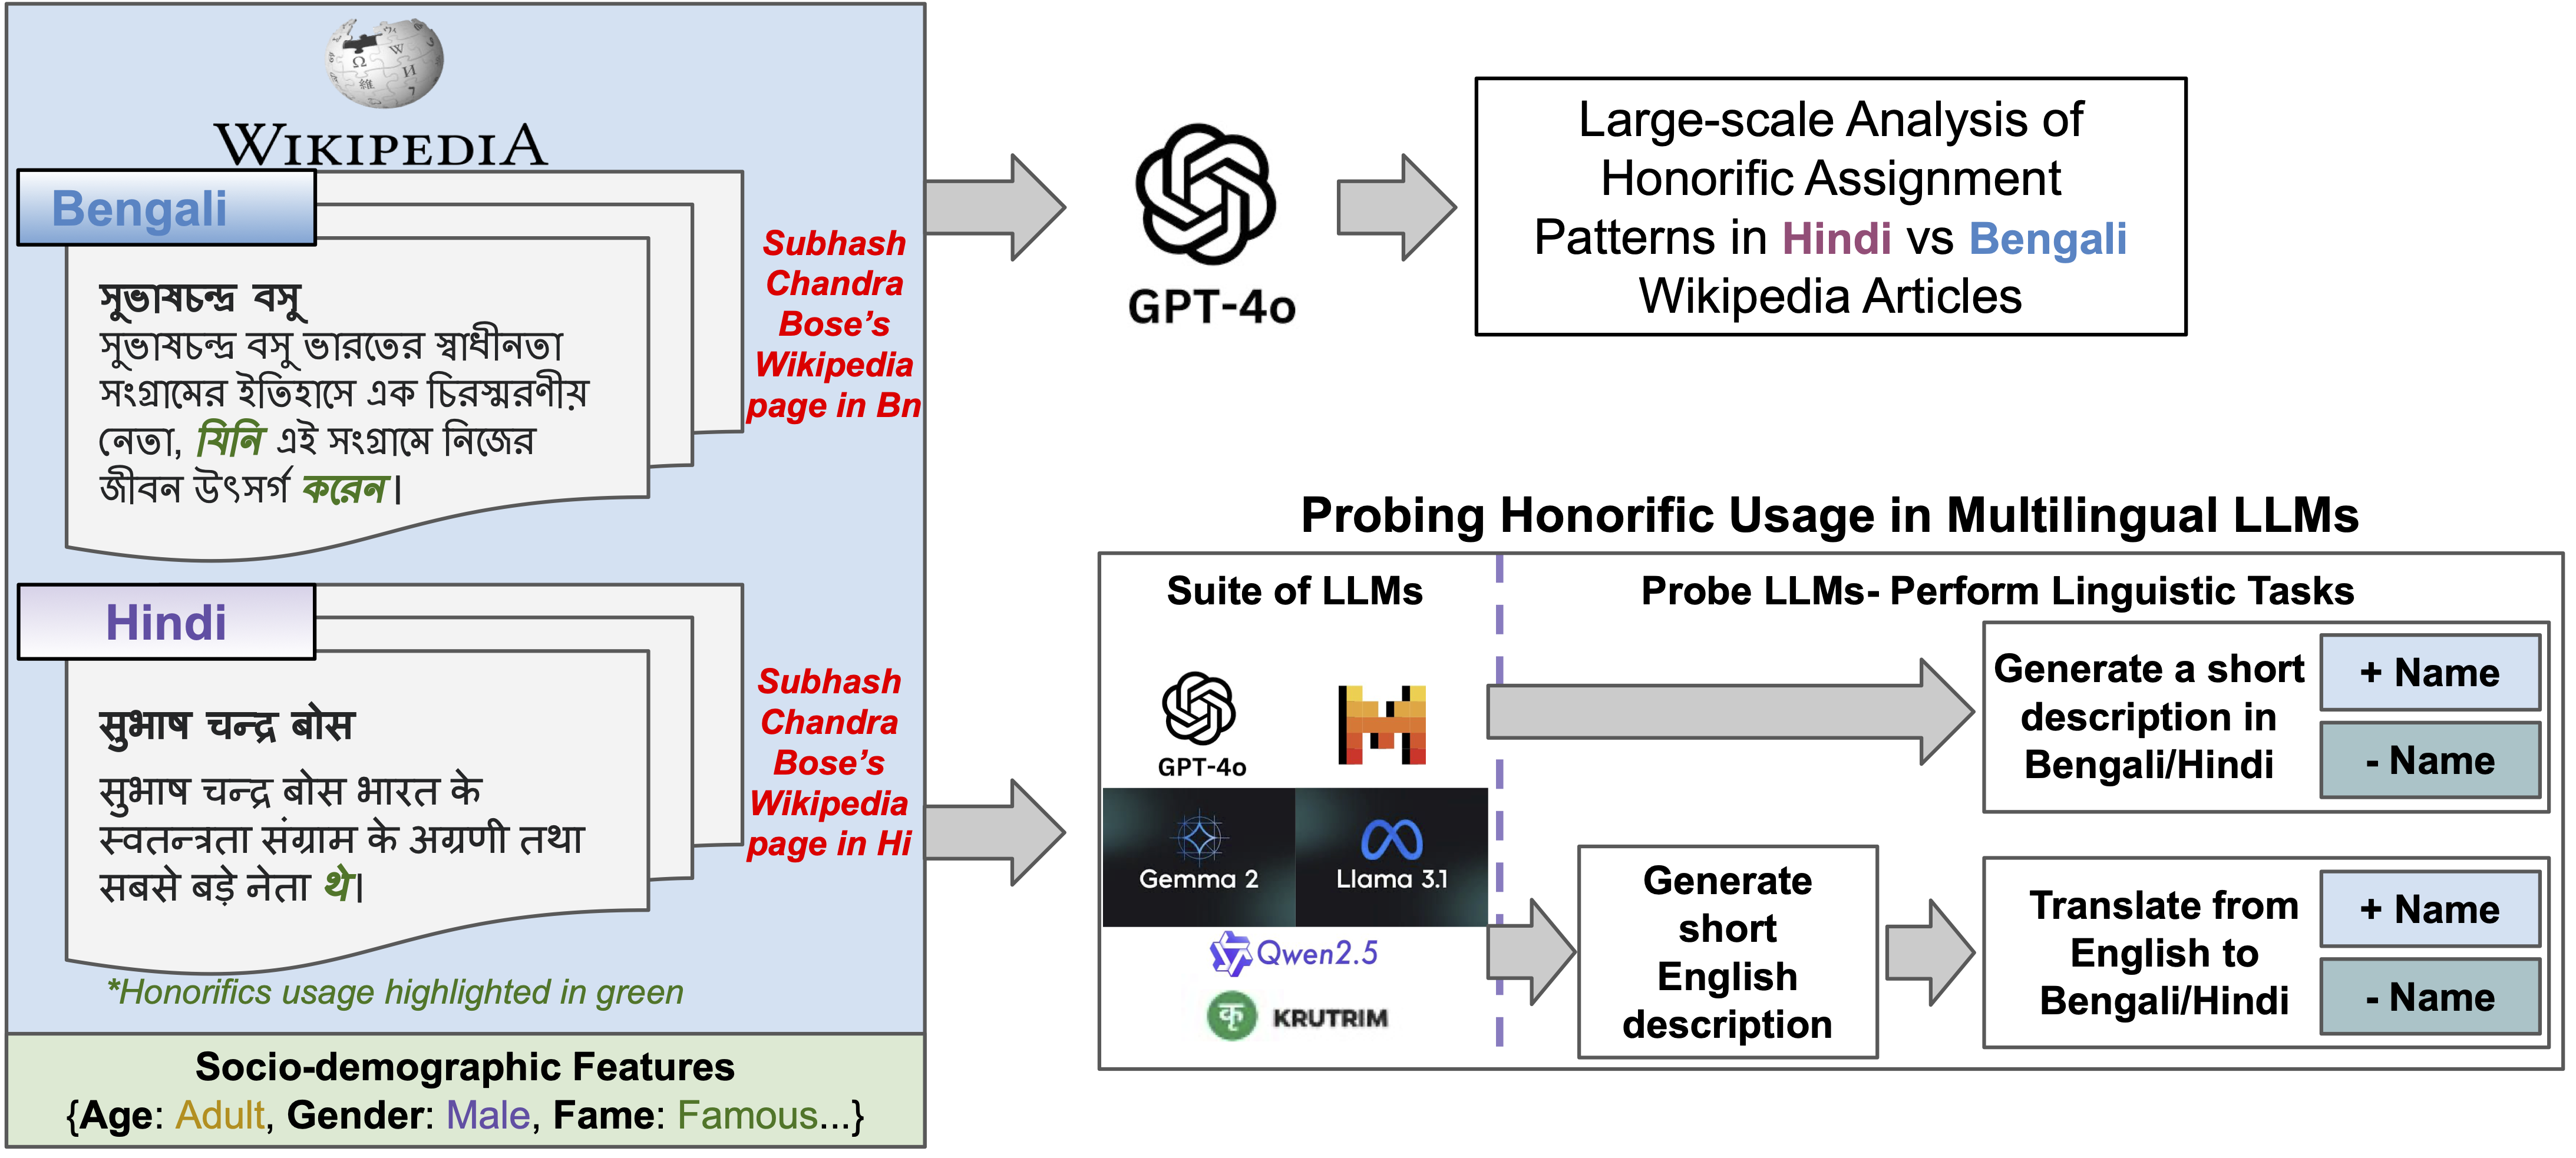 WIKIPEDIA
Bengali
সুভাষচন্দ্র বসু
সুভাষচন্দ্র বসু ভারতের স্বাধীনতা
সংগ্রামের ইতিহাসে এক চিরস্মরণীয়
নেতা, যিনি এই সংগ্রামে নিজের
জীবন উৎসর্গ করেন।
Subhash
Chandra
Bose's
Wikipedia
page in Bn
Hindi
सुभाष चन्द्र बोस
सुभाष चन्द्र बोस भारत के
स्वतन्त्रता संग्राम के अग्रणी तथा
सबसे बड़े नेता थे।
Subhash
Chandra
Bose's
Wikipedia
page in Hi
*Honorifics usage highlighted in green
Socio-demographic Features
{Age: Adult, Gender: Male, Fame: Famous...}
GPT-4o
Large-scale Analysis of
Honorific Assignment
Patterns in Hindi vs Bengali
Wikipedia Articles
Probing Honorific Usage in Multilingual LLMs
Suite of LLMs
GPT-4o
Gemma 2
Llama 3.1
Qwen2.5
कृ KRUTRIM
Probe LLMs- Perform Linguistic Tasks
Generate a short
description in
Bengali/Hindi
+ Name
- Name
Generate
short
English
description
Translate from
English to
Bengali/Hindi
+ Name
- Name